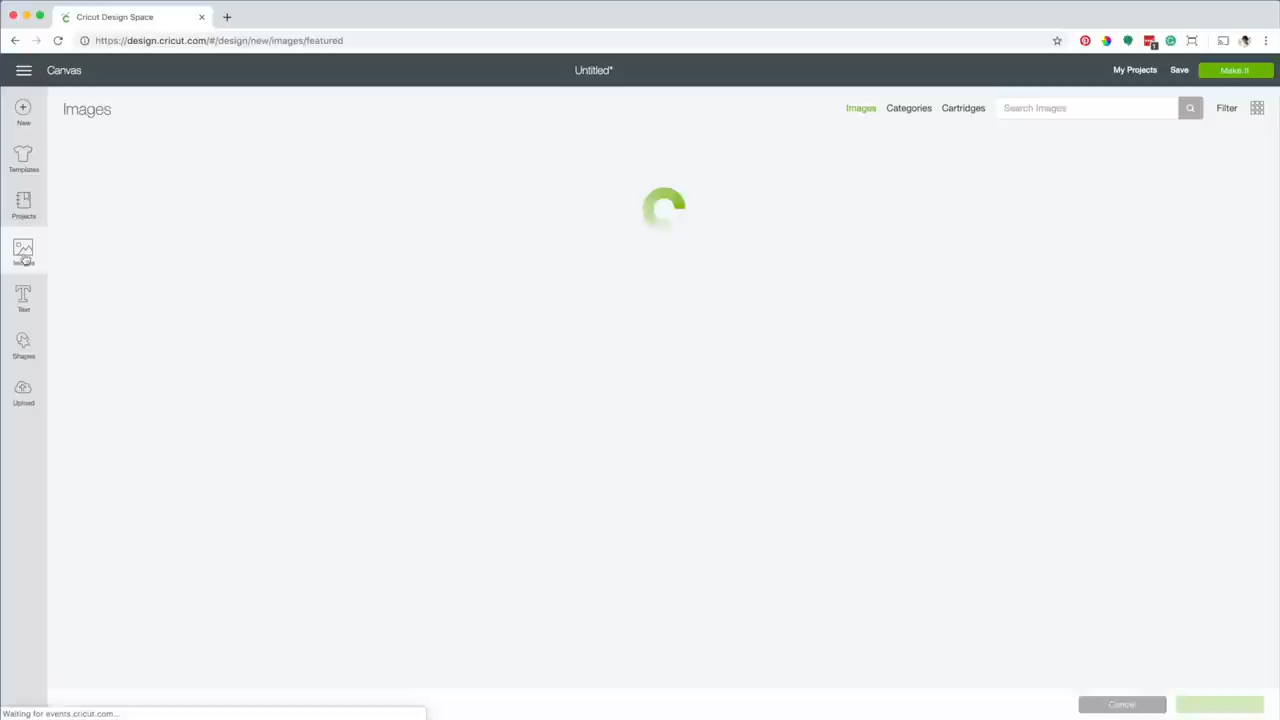 Cricut Design Space
https://design.cricut.com/#/design/new/images/featured
Canvas
Untitled*
My Projects
Save
Make It
New
Templates
Projects
Images
Text
Shapes
Upload
Images
Images
Categories
Cartridges
Search Images
Filter
Cancel
Waiting for events.cricut.com...